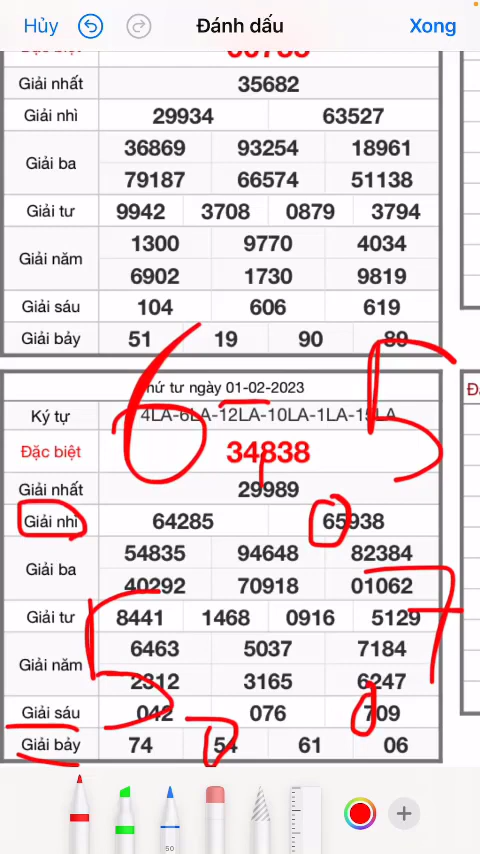 Hủy Đánh dấu Xong
Giải nhất 35682
Giải nhì 29934 63527
Giải ba 36869 93254 18961
79187 66574 51138
Giải tư 9942 3708 0879 3794
Giải năm 1300 9770 4034
6902 1730 9819
Giải sáu 104 606 619
Giải bảy 51 19 90 89
6 5
hứ tư ngày 01-02-2023
Ký tự 4LA-6LA-12LA-10LA-1LA-15LA
Đặc biệt 34838
Giải nhất 29989
Giải nhì 64285 65938
Giải ba 54835 94648 82384
40292 70918 01062
5 7
Giải tư 8441 1468 0916 5129
Giải năm 6463 5037 7184
2312 3165 6247
Giải sáu 042 076 709
Giải bảy 74 54 61 06
50